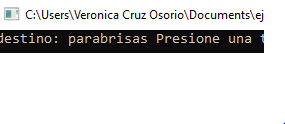 C:\Users\Veronica Cruz Osorio\Documents\ej
destino: parabrisas Presione una t